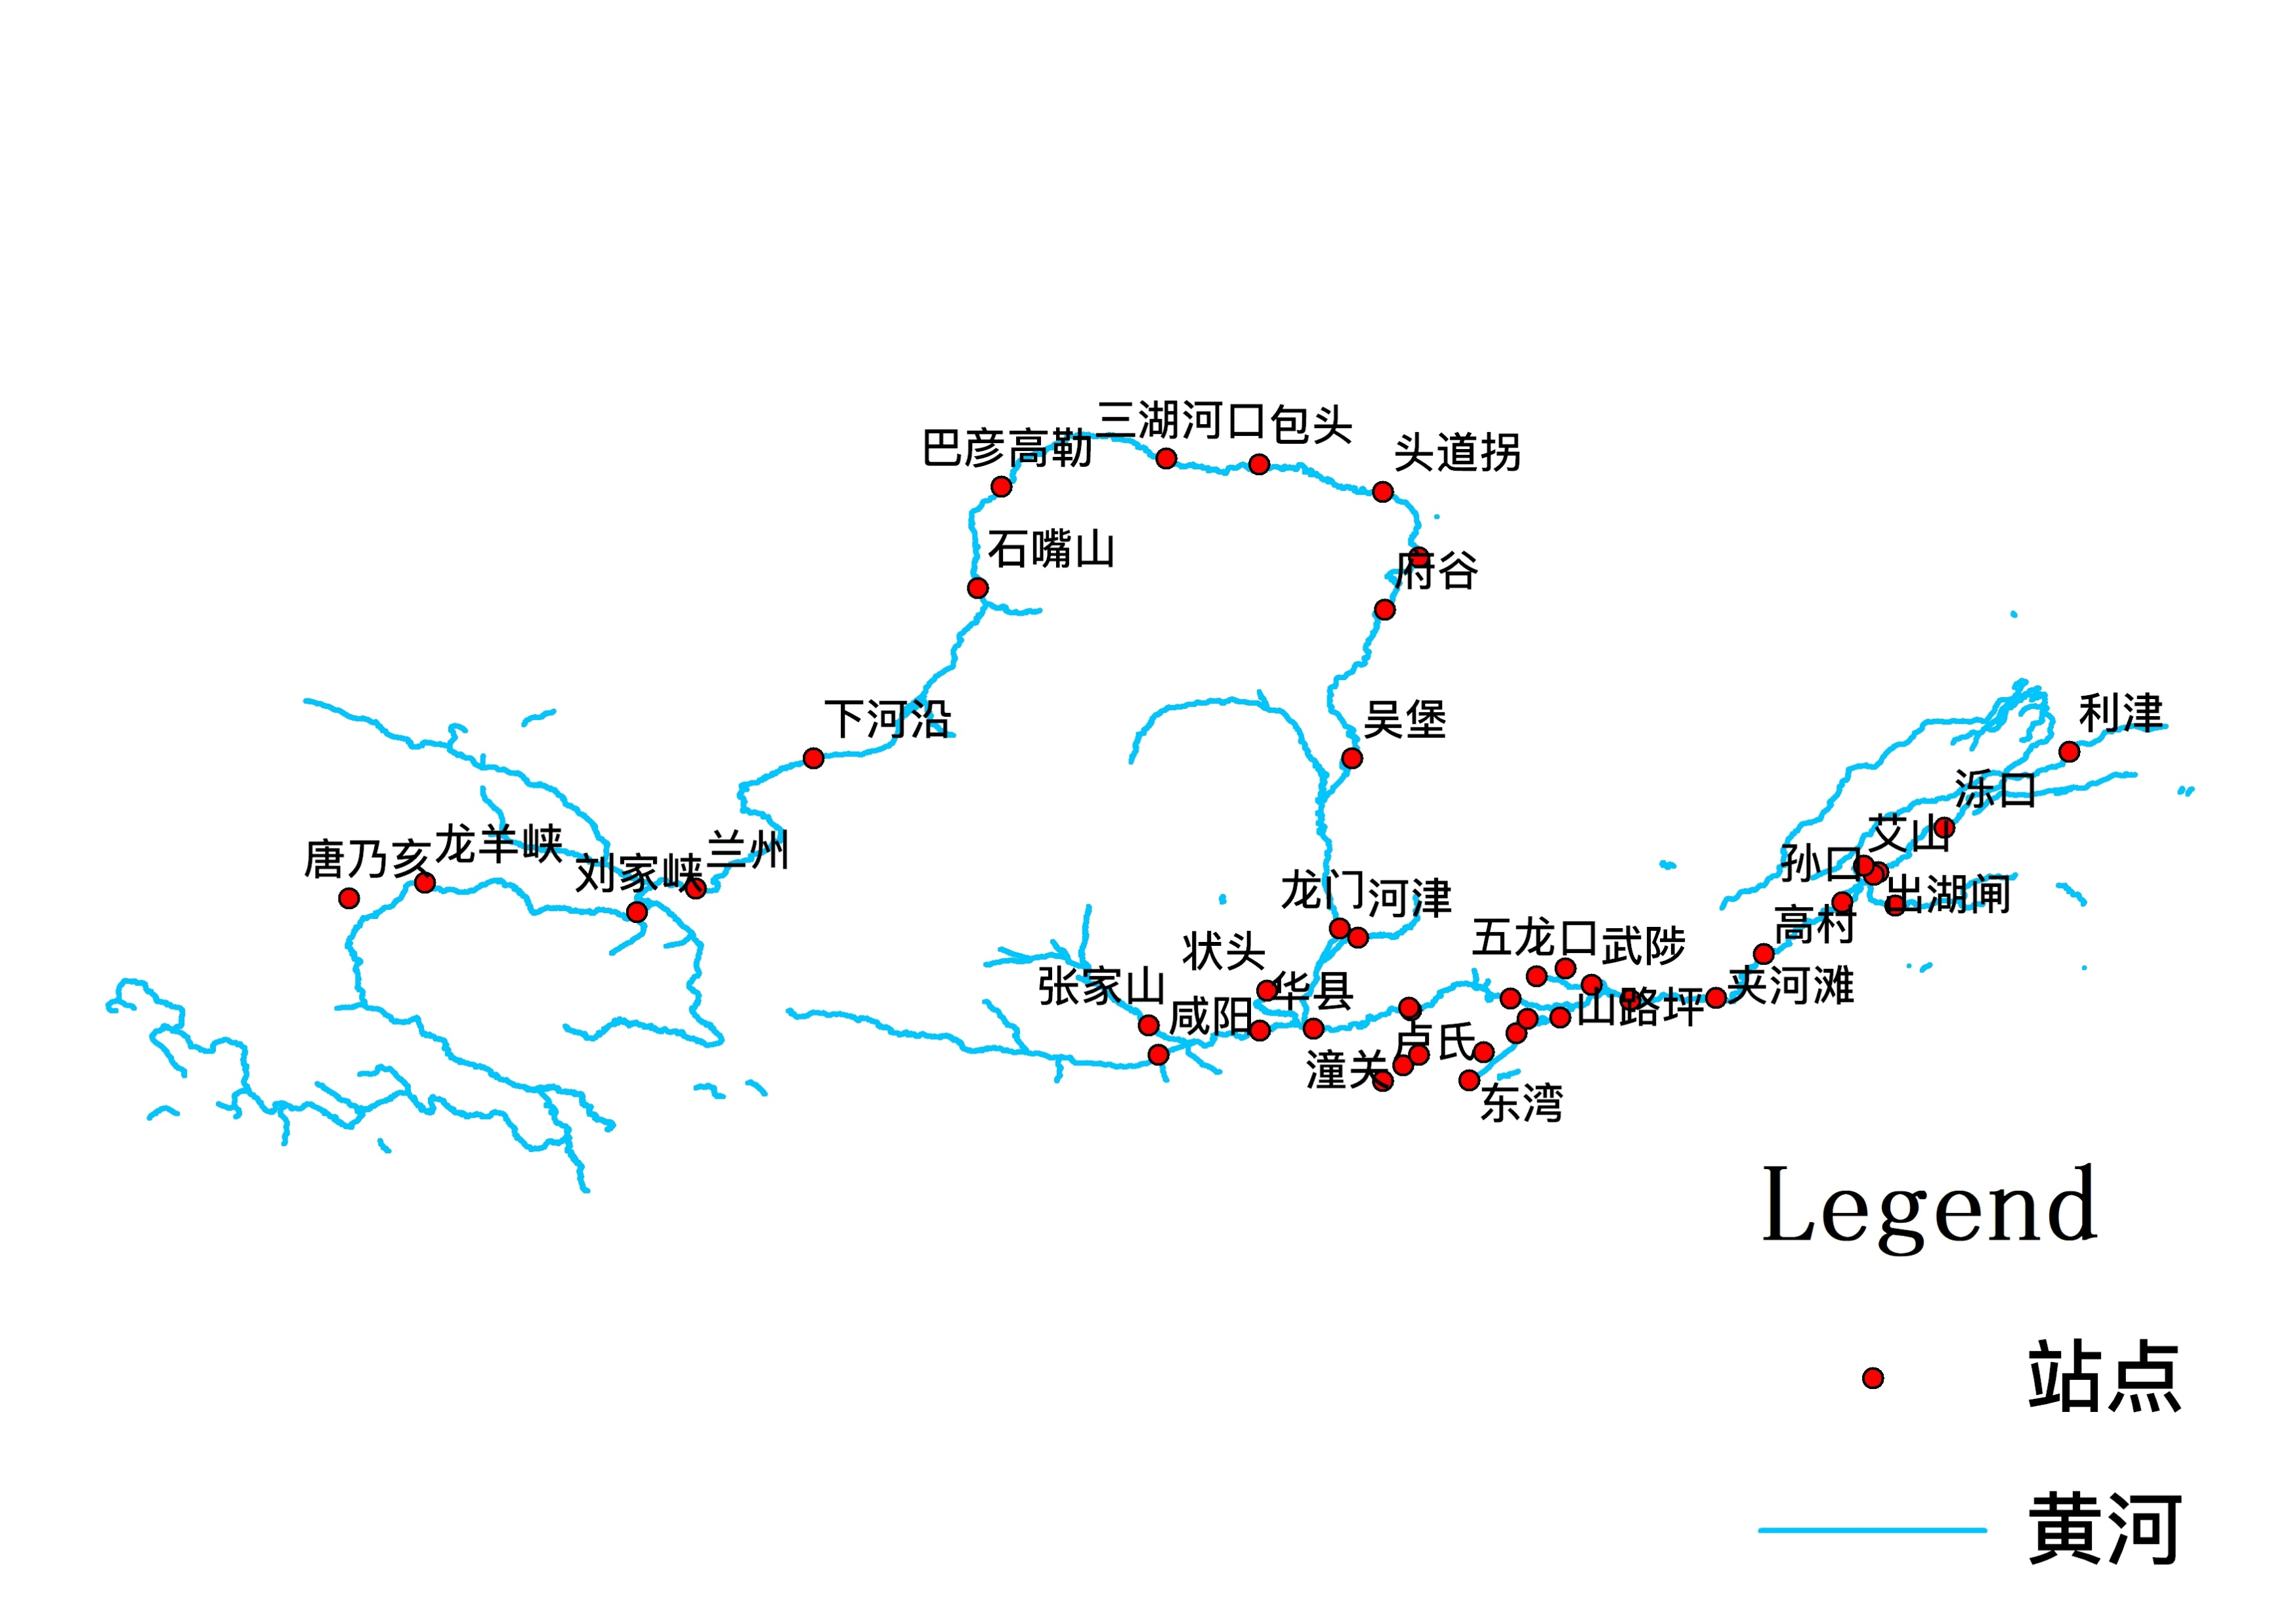 三湖河口
包头
巴彦高勒
头道拐
石嘴山
府谷
下河沿
吴堡
利津
泺口
艾山
唐乃亥
龙羊峡
刘家峡
兰州
孙口
出湖闸
龙门
河津
高村
状头
五龙口
武陟
张家山
咸阳
华县
山路坪
夹河滩
潼关
卢氏
东湾
Legend
站点
黄河